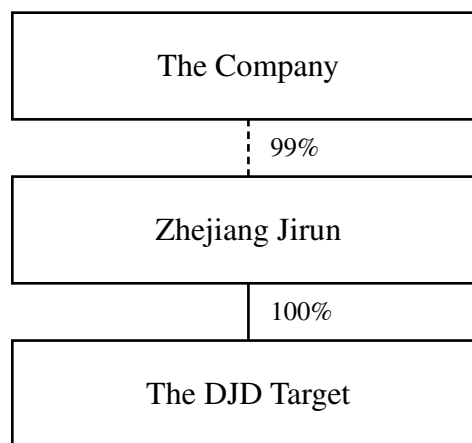 The Company
99%
Zhejiang Jirun
100%
The DJD Target